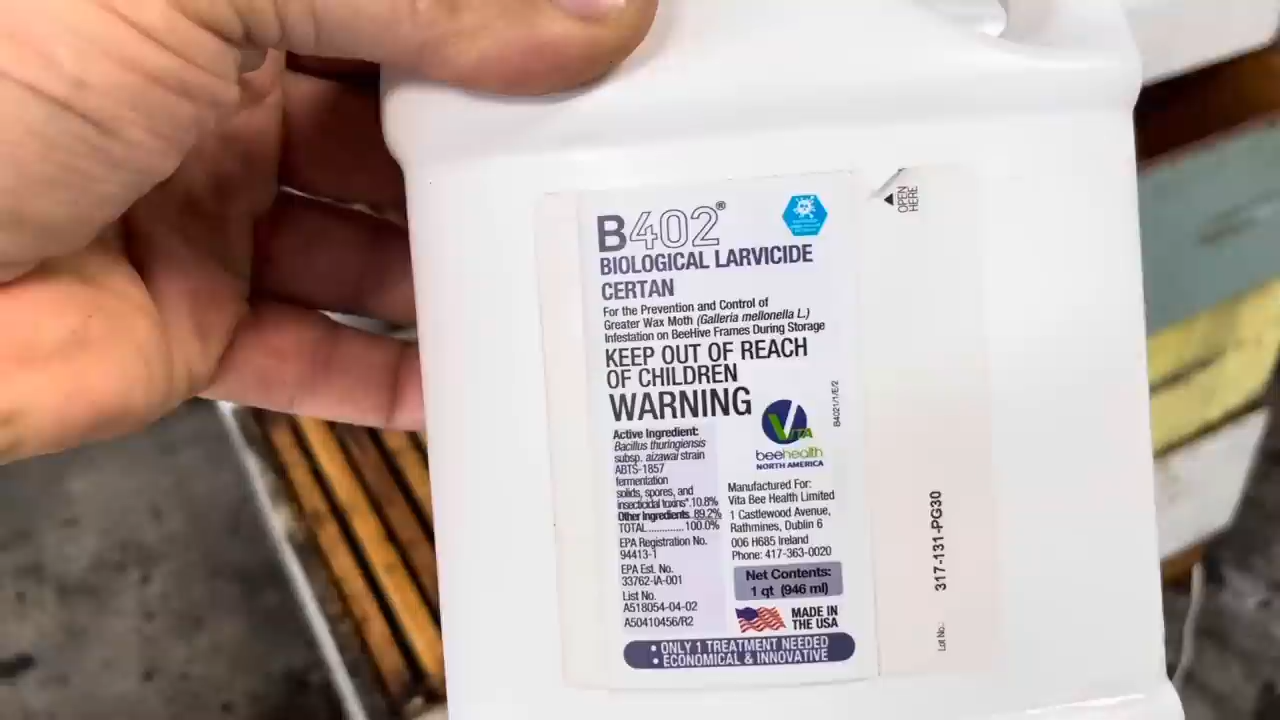 B402®
BIOLOGICAL LARVICIDE
CERTAN
For the Prevention and Control of
Greater Wax Moth (Galleria mellonella L.)
Infestation on BeeHive Frames During Storage
KEEP OUT OF REACH
OF CHILDREN
WARNING
Active Ingredient:
Bacillus thuringiensis
subsp. aizawai strain
ABTS-1857
fermentation
solids, spores, and
insecticidal toxins*.10.8%
Other Ingredients..89.2%
TOTAL............100.0%
EPA Registration No.
94413-1
EPA Est. No.
33762-IA-001
List No.
A518054-04-02
A50410456/R2
VITA
beehealth
NORTH AMERICA
B4021/1/E/2
Manufactured For:
Vita Bee Health Limited
1 Castlewood Avenue,
Rathmines, Dublin 6
006 H685 Ireland
Phone: 417-363-0020
Net Contents:
1 qt (946 ml)
MADE IN
THE USA
• ONLY 1 TREATMENT NEEDED
• ECONOMICAL & INNOVATIVE
OPEN
HERE
Lot No.:
317-131-PG30